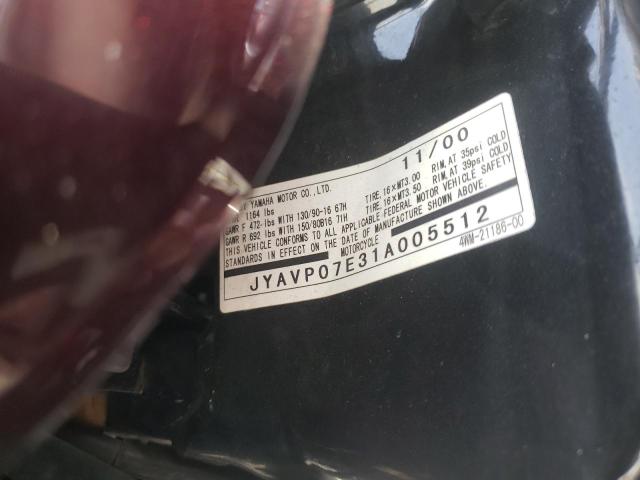 11/00
YAMAHA MOTOR CO., LTD.
1164 lbs
GAWR F 472-lbs WITH 130/90-16 67H TIRE, 16×MT3.00 RIM, AT 35psi COLD
GAWR R 692 lbs WITH 150/80B16 71H TIRE, 16×MT3.50 RIM, AT 39psi COLD
THIS VEHICLE CONFORMS TO ALL APPLICABLE FEDERAL MOTOR VEHICLE SAFETY
STANDARDS IN EFFECT ON THE DATE OF MANUFACTURE SHOWN ABOVE.
MOTORCYCLE
JYAVP07E31A005512
4WM-21186-00